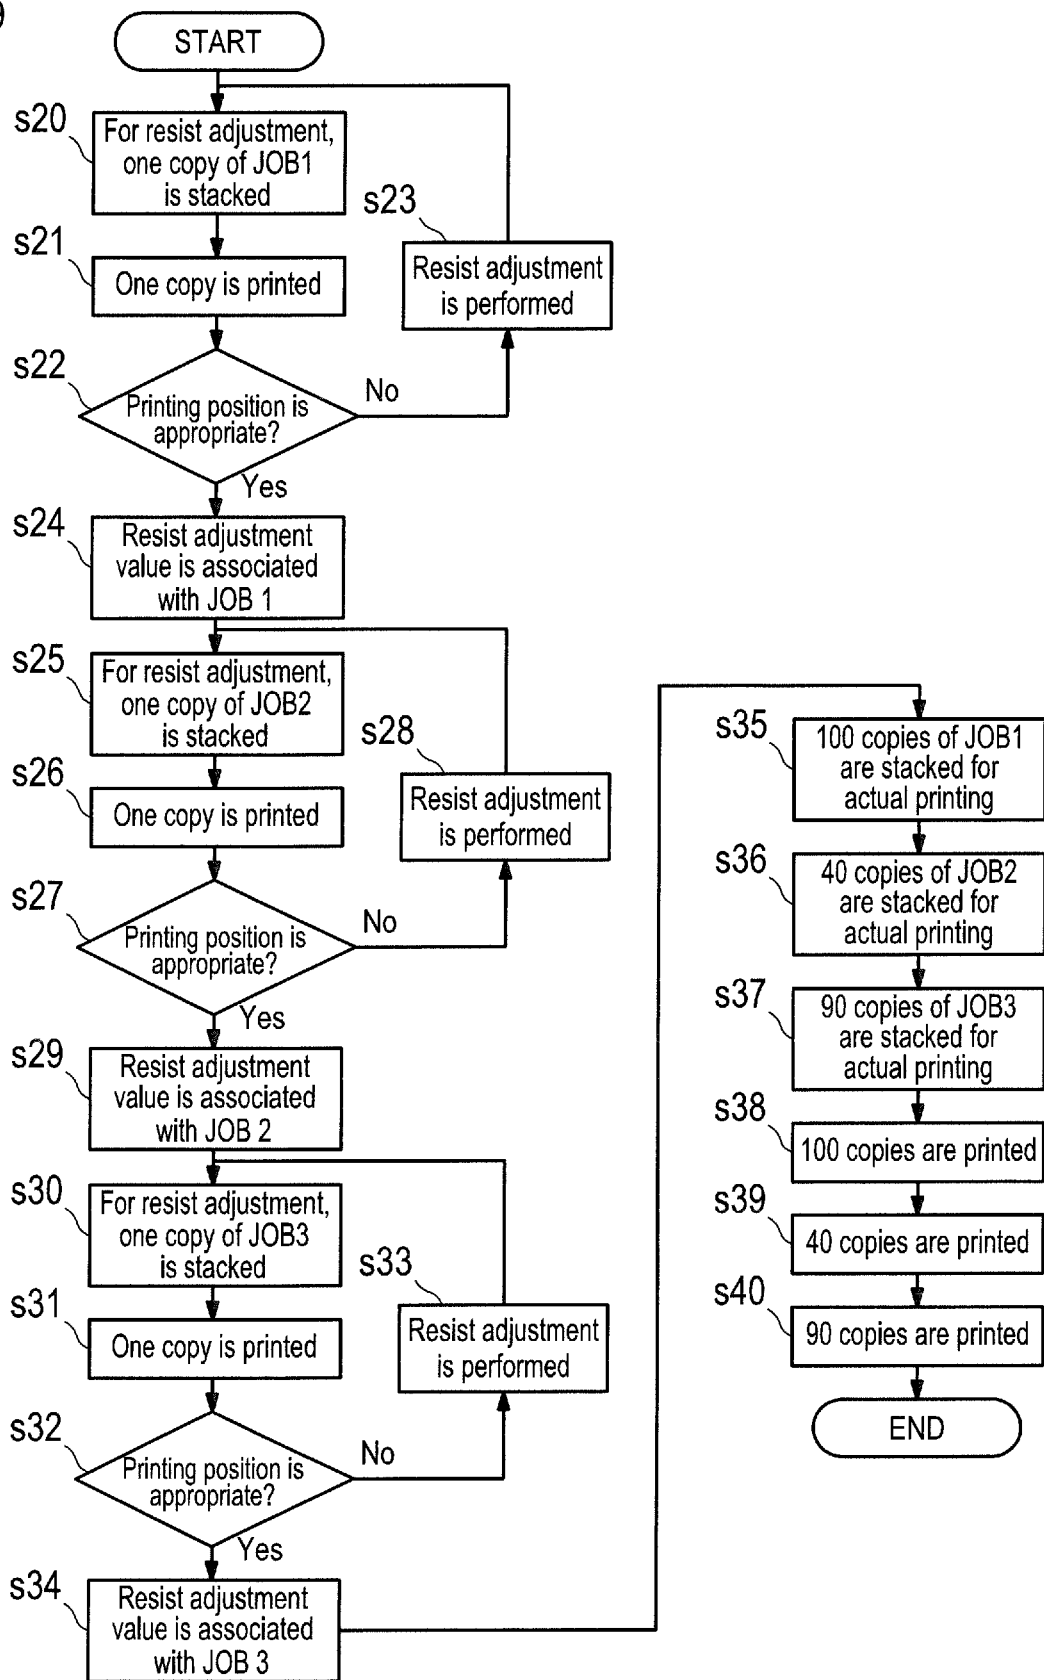 9
START
s20
For resist adjustment,
one copy of JOB1
is stacked
s21
One copy is printed
s22
Printing position is
appropriate?
No
s23
Resist adjustment
is performed
Yes
s24
Resist adjustment
value is associated
with JOB 1
s25
For resist adjustment,
one copy of JOB2
is stacked
s26
One copy is printed
s27
Printing position is
appropriate?
No
s28
Resist adjustment
is performed
Yes
s29
Resist adjustment
value is associated
with JOB 2
s30
For resist adjustment,
one copy of JOB3
is stacked
s31
One copy is printed
s32
Printing position is
appropriate?
No
s33
Resist adjustment
is performed
Yes
s34
Resist adjustment
value is associated
with JOB 3
s35
100 copies of JOB1
are stacked for
actual printing
s36
40 copies of JOB2
are stacked for
actual printing
s37
90 copies of JOB3
are stacked for
actual printing
s38
100 copies are printed
s39
40 copies are printed
s40
90 copies are printed
END